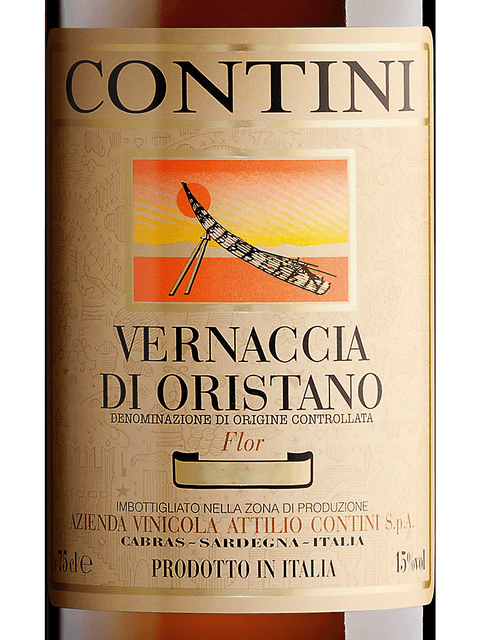 CONTINI
VERNACCIA
DI ORISTANO
DENOMINAZIONE DI ORIGINE CONTROLLATA
Flor
IMBOTTIGLIATO NELLA ZONA DI PRODUZIONE
AZIENDA VINICOLA ATTILIO CONTINI S.p.A.
CABRAS~SARDEGNA~ITALIA
75cl e PRODOTTO IN ITALIA 15%vol